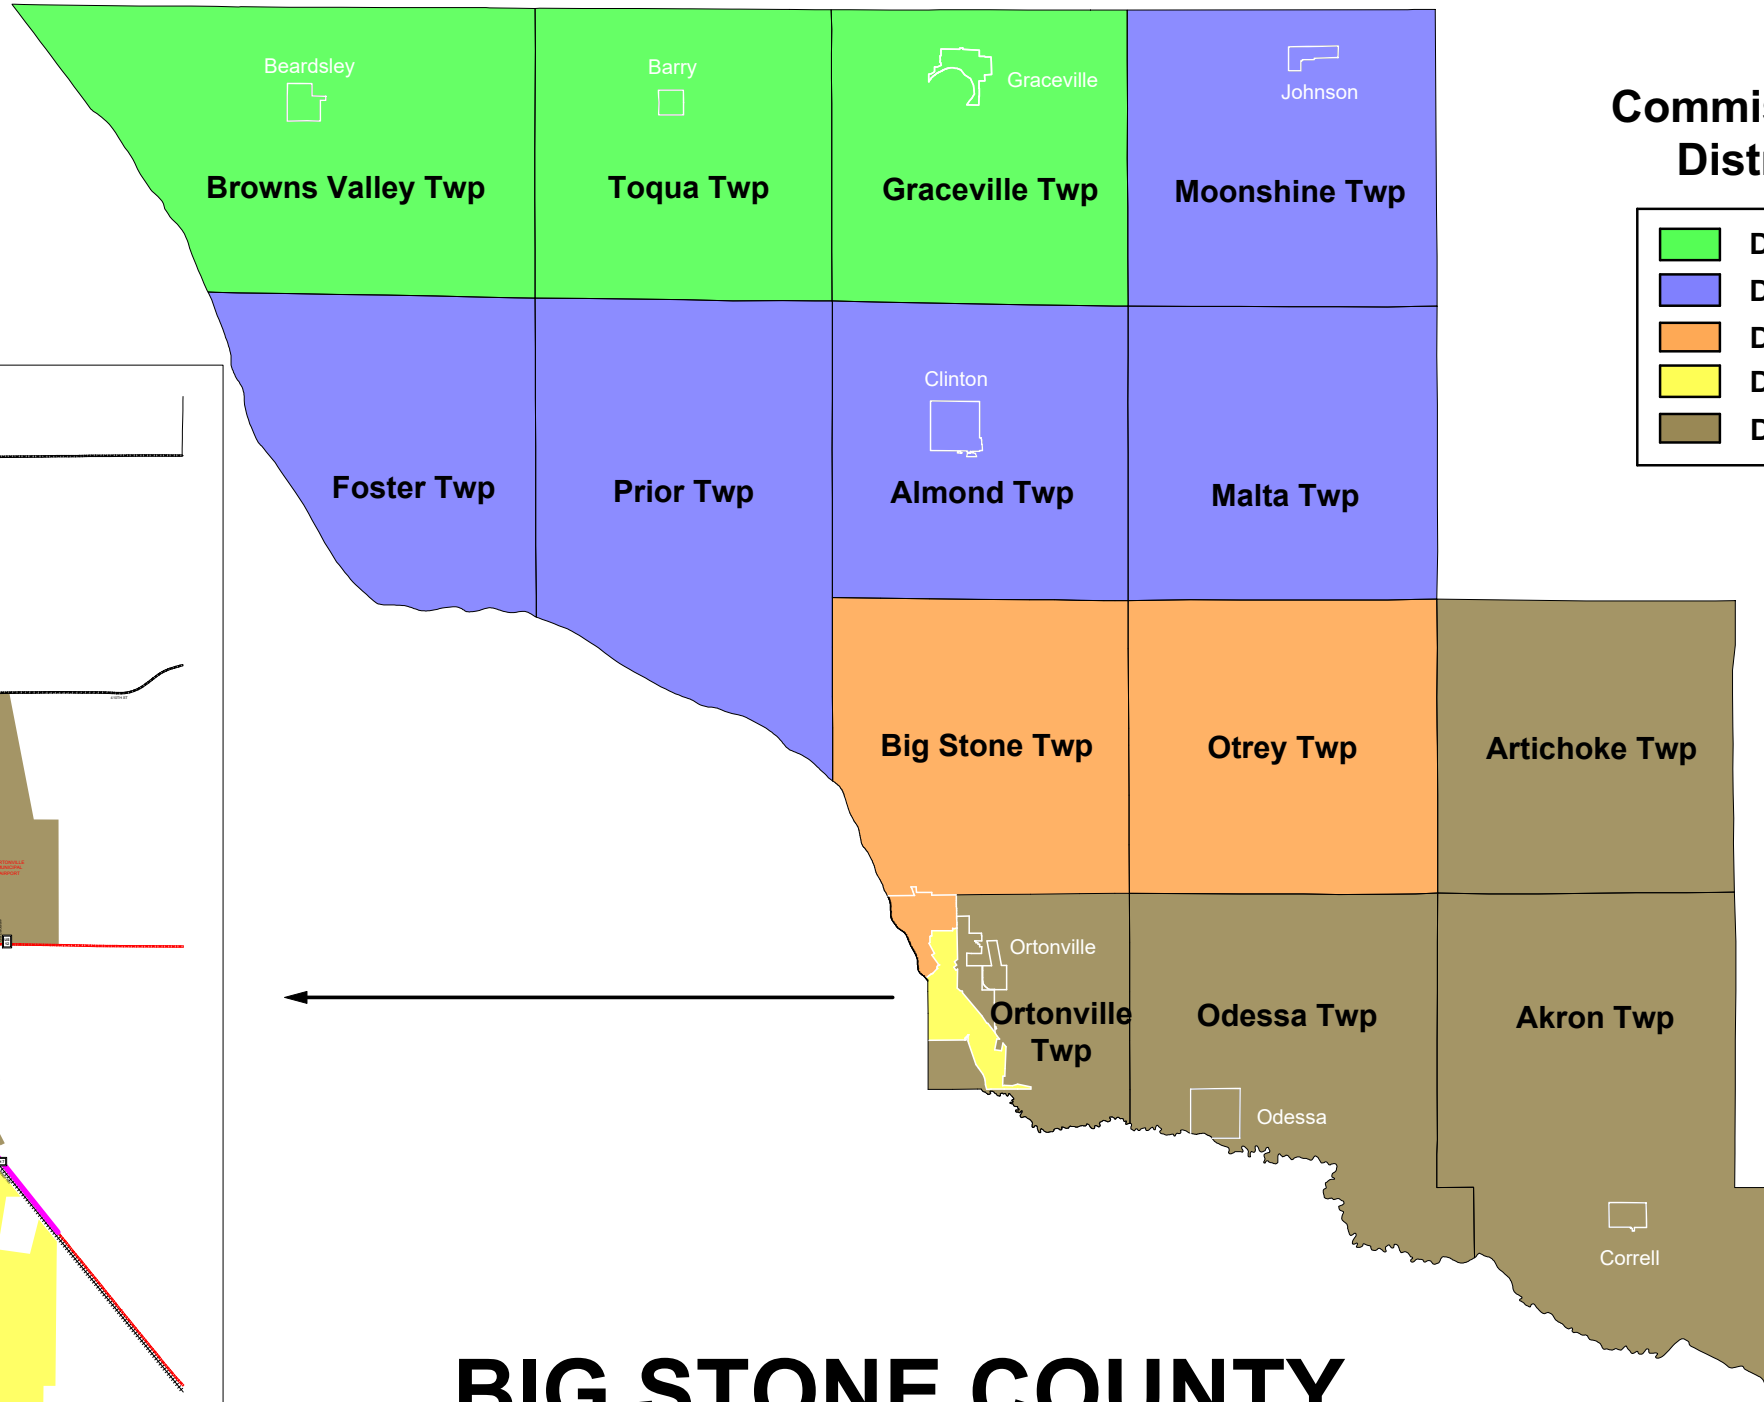 Beardsley
Barry
Graceville
Johnson
Browns Valley Twp
Toqua Twp
Graceville Twp
Moonshine Twp
Commis
Distr
D
D
D
D
D
Clinton
Foster Twp
Prior Twp
Almond Twp
Malta Twp
Big Stone Twp
Otrey Twp
Artichoke Twp
Ortonville
Ortonville
Twp
Odessa Twp
Akron Twp
Odessa
Correll
BIG STONE COUNTY